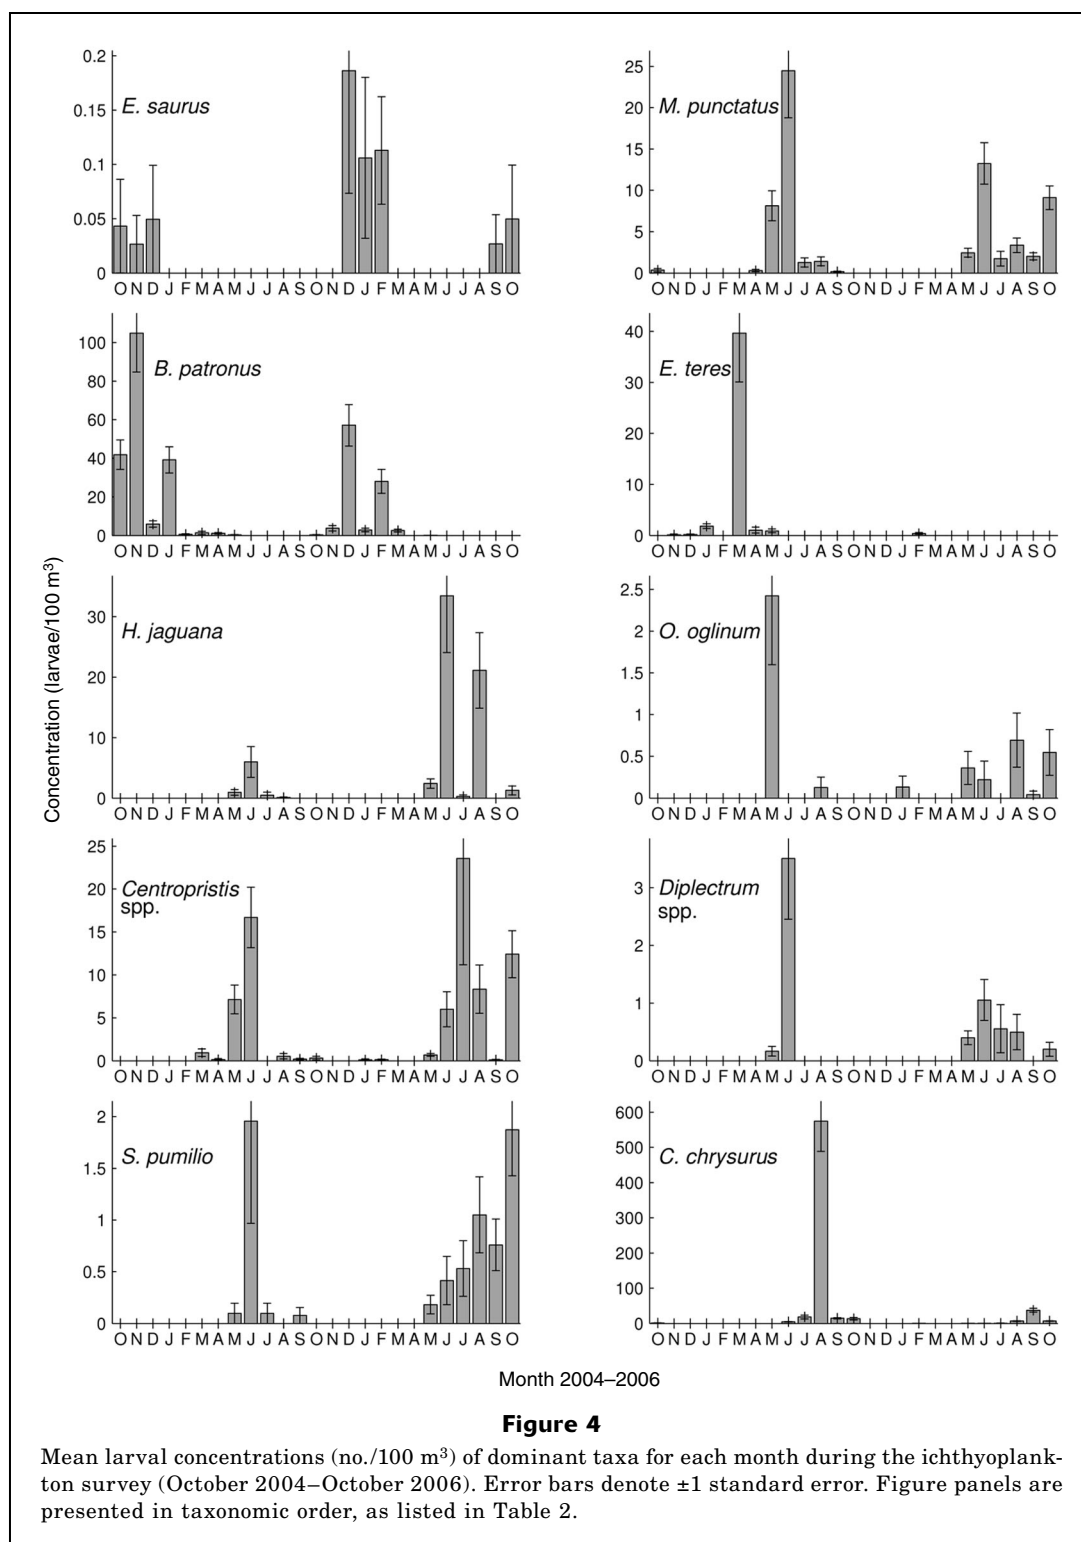 0.2
0.15
0.1
0.05
0
E. saurus
O N D J F M A M J J A S O N D J F M A M J J A S O
25
20
15
10
5
0
M. punctatus
O N D J F M A M J J A S O N D J F M A M J J A S O
100
80
60
40
20
0
B. patronus
O N D J F M A M J J A S O N D J F M A M J J A S O
40
30
20
10
0
E. teres
O N D J F M A M J J A S O N D J F M A M J J A S O
Concentration (larvae/100 m³)
30
20
10
0
H. jaguana
O N D J F M A M J J A S O N D J F M A M J J A S O
2.5
2
1.5
1
0.5
0
O. oglinum
O N D J F M A M J J A S O N D J F M A M J J A S O
25
20
15
10
5
0
Centropristis
spp.
O N D J F M A M J J A S O N D J F M A M J J A S O
3
2
1
0
Diplectrum
spp.
O N D J F M A M J J A S O N D J F M A M J J A S O
2
1.5
1
0.5
0
S. pumilio
O N D J F M A M J J A S O N D J F M A M J J A S O
600
500
400
300
200
100
0
C. chrysurus
O N D J F M A M J J A S O N D J F M A M J J A S O
Month 2004–2006
Figure 4
Mean larval concentrations (no./100 m³) of dominant taxa for each month during the ichthyoplank-
ton survey (October 2004–October 2006). Error bars denote ±1 standard error. Figure panels are
presented in taxonomic order, as listed in Table 2.